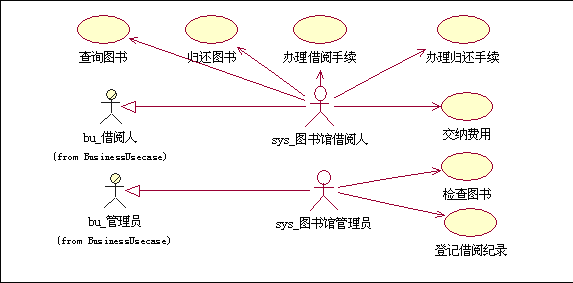 查询图书
归还图书
办理借阅手续
办理归还手续
bu_借阅人
(from BusinessUsecase)
sys_图书馆借阅人
交纳费用
检查图书
bu_管理员
(from BusinessUsecase)
sys_图书馆管理员
登记借阅纪录